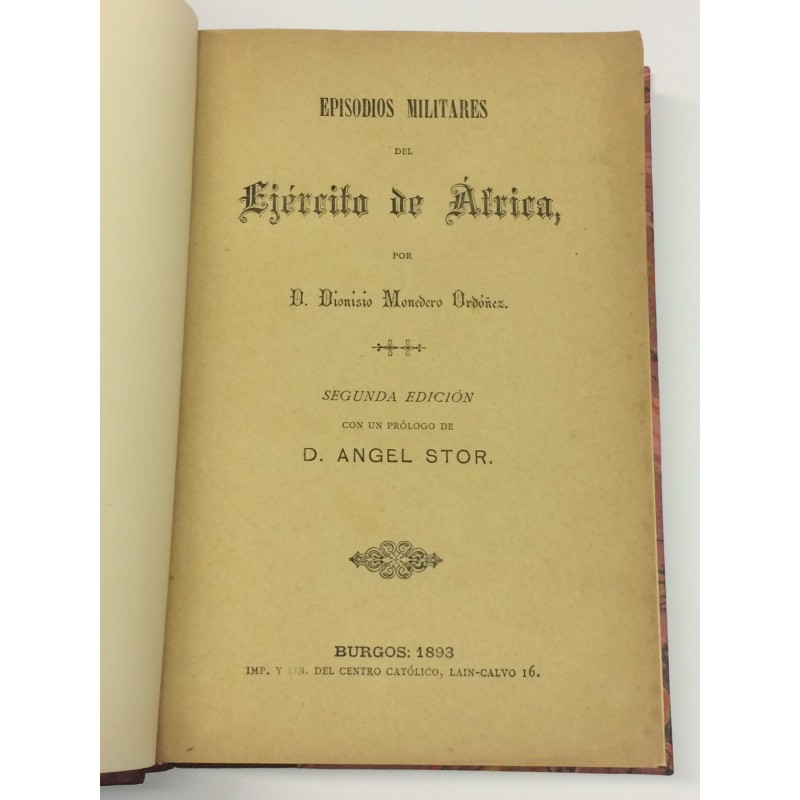 EPISODIOS MILITARES
DEL
Ejército de África,
POR
D. Dionisio Monedero Ordóñez.
SEGUNDA EDICIÓN
CON UN PRÓLOGO DE
D. ANGEL STOR.
BURGOS: 1893
IMP. Y DEL CENTRO CATÓLICO, LAIN-CALVO 16.